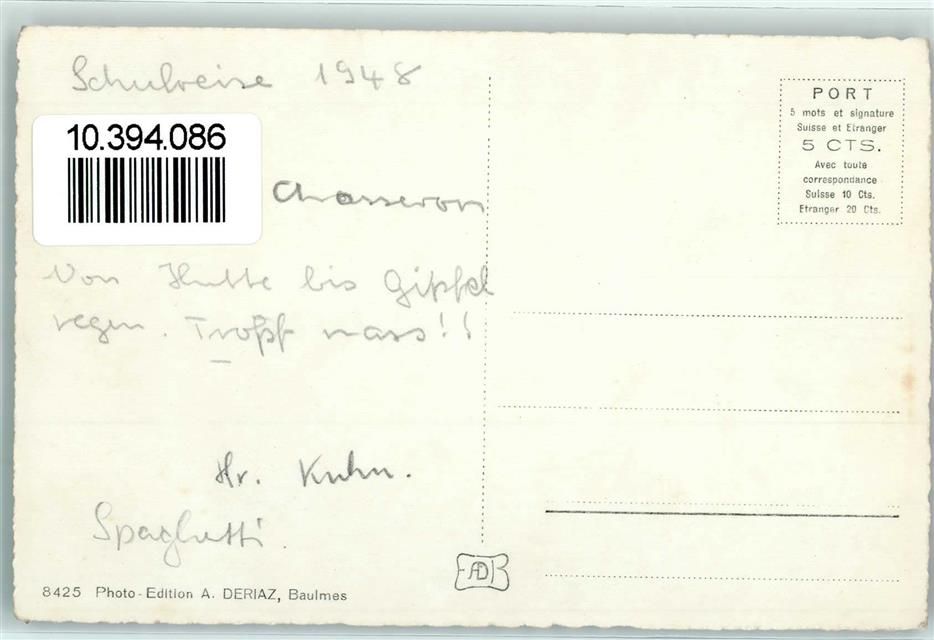 Schulreise 1948
10.394.086
Chasseron
Von Hütte bis Gipfel
regen. Tropf nass!!
Hr. Kuhn.
Spaghetti.
8425 Photo-Edition A. DERIAZ, Baulmes
PORT
5 mots et signature
Suisse et Etranger
5 CTS.
Avec toute
correspondance
Suisse 10 Cts.
Etranger 20 Cts.